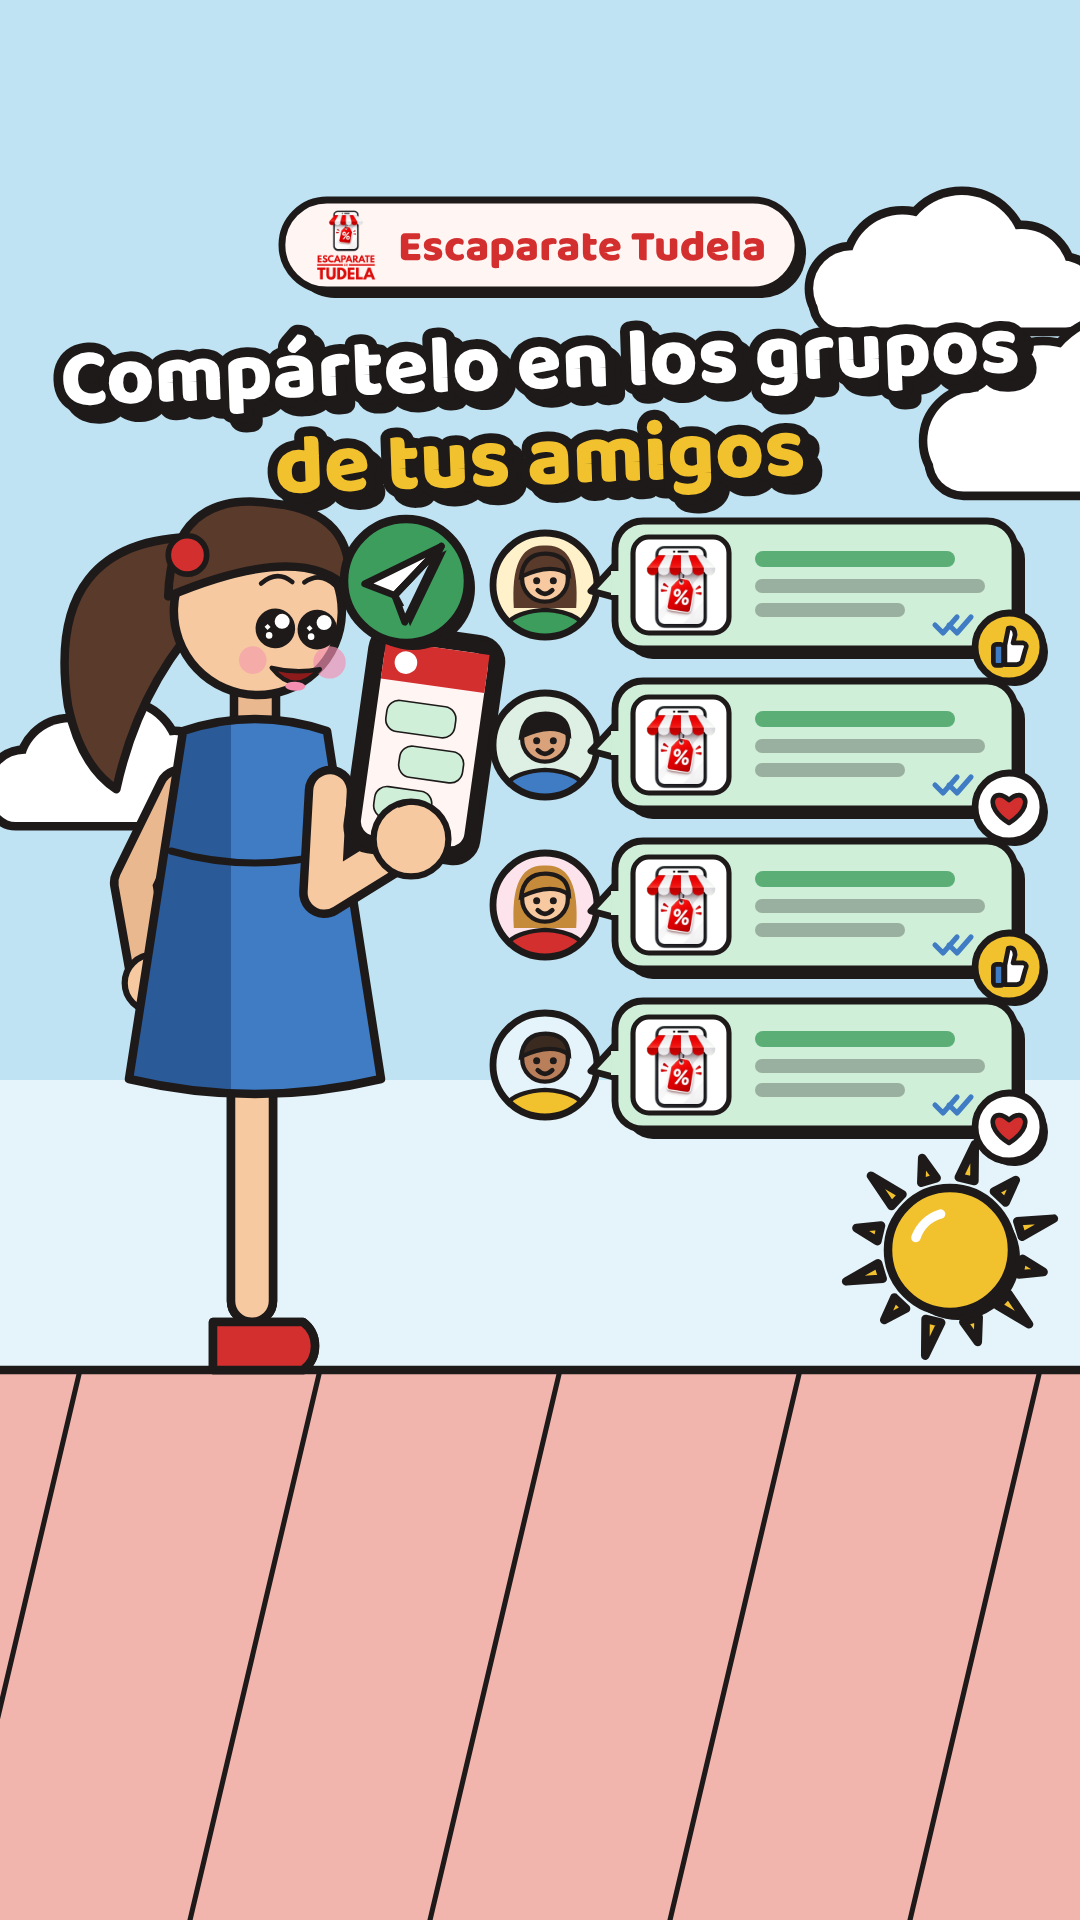 ESCAPARATE
TUDELA
Escaparate Tudela
Compártelo en los grupos
de tus amigos
%
%
%
%
%